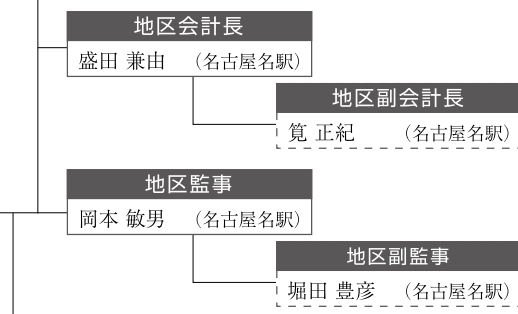 地区会計長
盛田 兼由 （名古屋名駅）
地区副会計長
筧 正紀 （名古屋名駅）
地区監事
岡本 敏男 （名古屋名駅）
地区副監事
堀田 豊彦 （名古屋名駅）